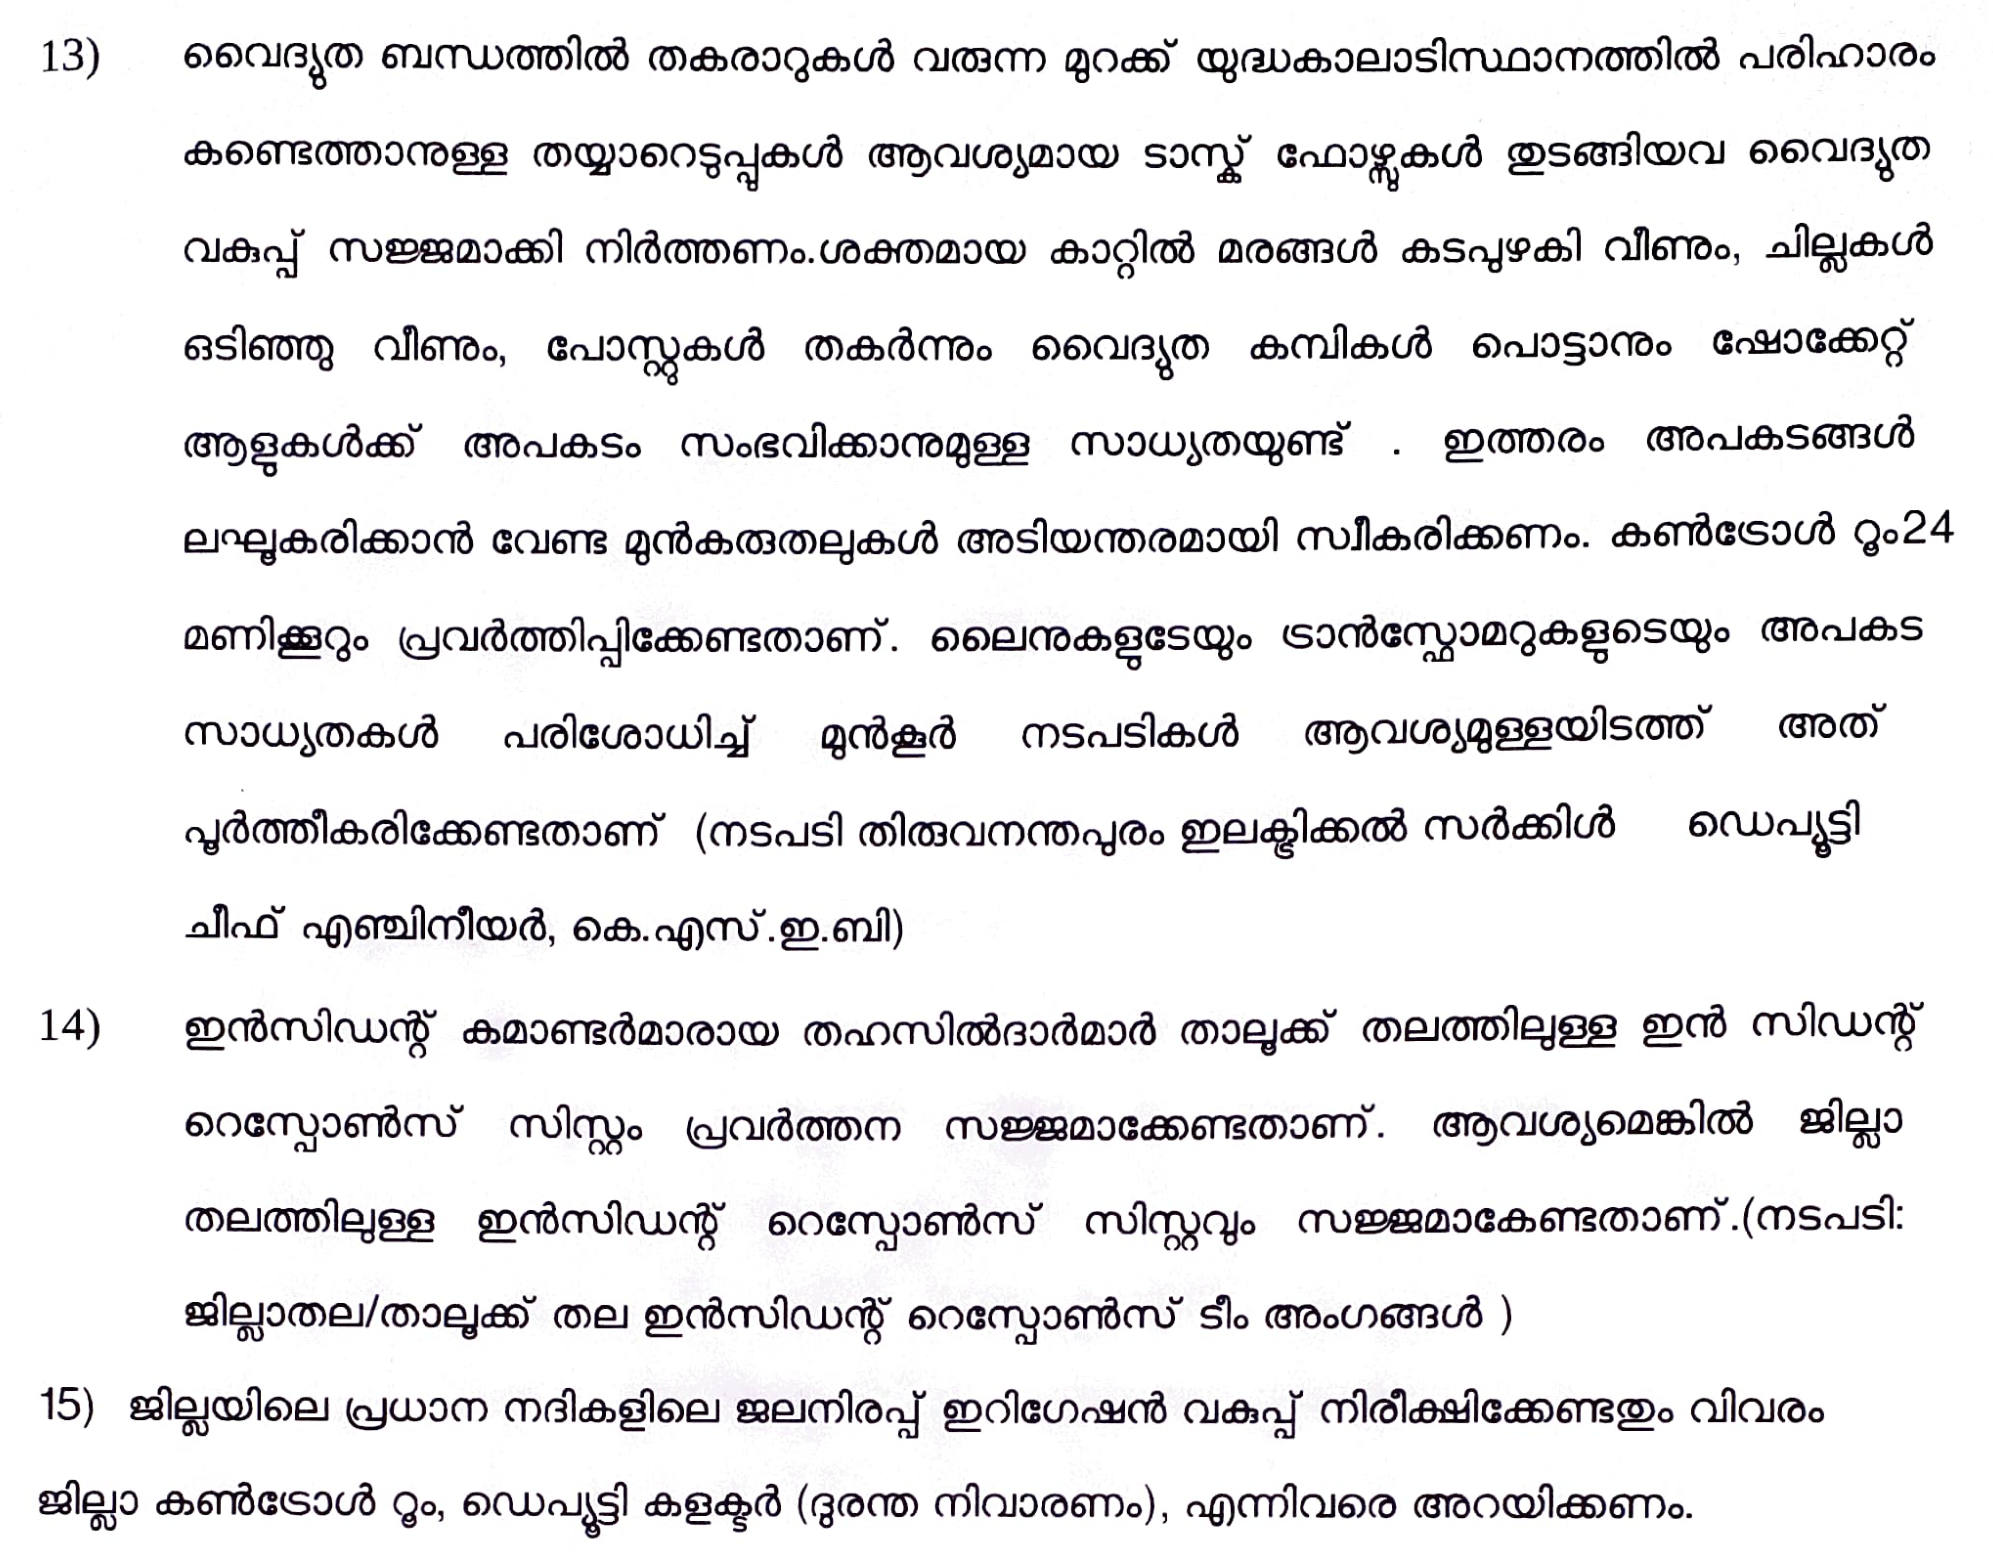 13) വൈദ്യുത ബന്ധത്തിൽ തകരാറുകൾ വരുന്ന മുറക്ക് യുദ്ധകാലാടിസ്ഥാനത്തിൽ പരിഹാരം
കണ്ടെത്താനുള്ള തയ്യാറെടുപ്പുകൾ ആവശ്യമായ ടാസ്ക് ഫോഴ്സുകൾ തുടങ്ങിയവ വൈദ്യുത
വകുപ്പ് സജ്ജമാക്കി നിർത്തണം.ശക്തമായ കാറ്റിൽ മരങ്ങൾ കടപുഴകി വീണും, ചില്ലകൾ
ഒടിഞ്ഞു വീണും, പോസ്റ്റുകൾ തകർന്നും വൈദ്യുത കമ്പികൾ പൊട്ടാനും ഷോക്കേറ്റ്
ആളുകൾക്ക് അപകടം സംഭവിക്കാനുമുള്ള സാധ്യതയുണ്ട് . ഇത്തരം അപകടങ്ങൾ
ലഘൂകരിക്കാൻ വേണ്ട മുൻകരുതലുകൾ അടിയന്തരമായി സ്വീകരിക്കണം. കൺട്രോൾ റൂം24
മണിക്കൂറും പ്രവർത്തിപ്പിക്കേണ്ടതാണ്. ലൈനുകളുടേയും ട്രാൻസ്ഫോമറുകളുടെയും അപകട
സാധ്യതകൾ പരിശോധിച്ച് മുൻകൂർ നടപടികൾ ആവശ്യമുള്ളയിടത്ത് അത്
പൂർത്തീകരിക്കേണ്ടതാണ് (നടപടി തിരുവനന്തപുരം ഇലക്ട്രിക്കൽ സർക്കിൾ ഡെപ്യൂട്ടി
ചീഫ് എഞ്ചിനീയർ, കെ.എസ്.ഇ.ബി)
14) ഇൻസിഡന്റ് കമാണ്ടർമാരായ തഹസിൽദാർമാർ താലൂക്ക് തലത്തിലുള്ള ഇൻ സിഡന്റ്
റെസ്പോൺസ് സിസ്റ്റം പ്രവർത്തന സജ്ജമാക്കേണ്ടതാണ്. ആവശ്യമെങ്കിൽ ജില്ലാ
തലത്തിലുള്ള ഇൻസിഡന്റ് റെസ്പോൺസ് സിസ്റ്റവും സജ്ജമാകേണ്ടതാണ്.(നടപടി:
ജില്ലാതല/താലൂക്ക് തല ഇൻസിഡന്റ് റെസ്പോൺസ് ടീം അംഗങ്ങൾ )
15) ജില്ലയിലെ പ്രധാന നദികളിലെ ജലനിരപ്പ് ഇറിഗേഷൻ വകുപ്പ് നിരീക്ഷിക്കേണ്ടതും വിവരം
ജില്ലാ കൺട്രോൾ റൂം, ഡെപ്യൂട്ടി കളക്ടർ (ദുരന്ത നിവാരണം), എന്നിവരെ അറയിക്കണം.